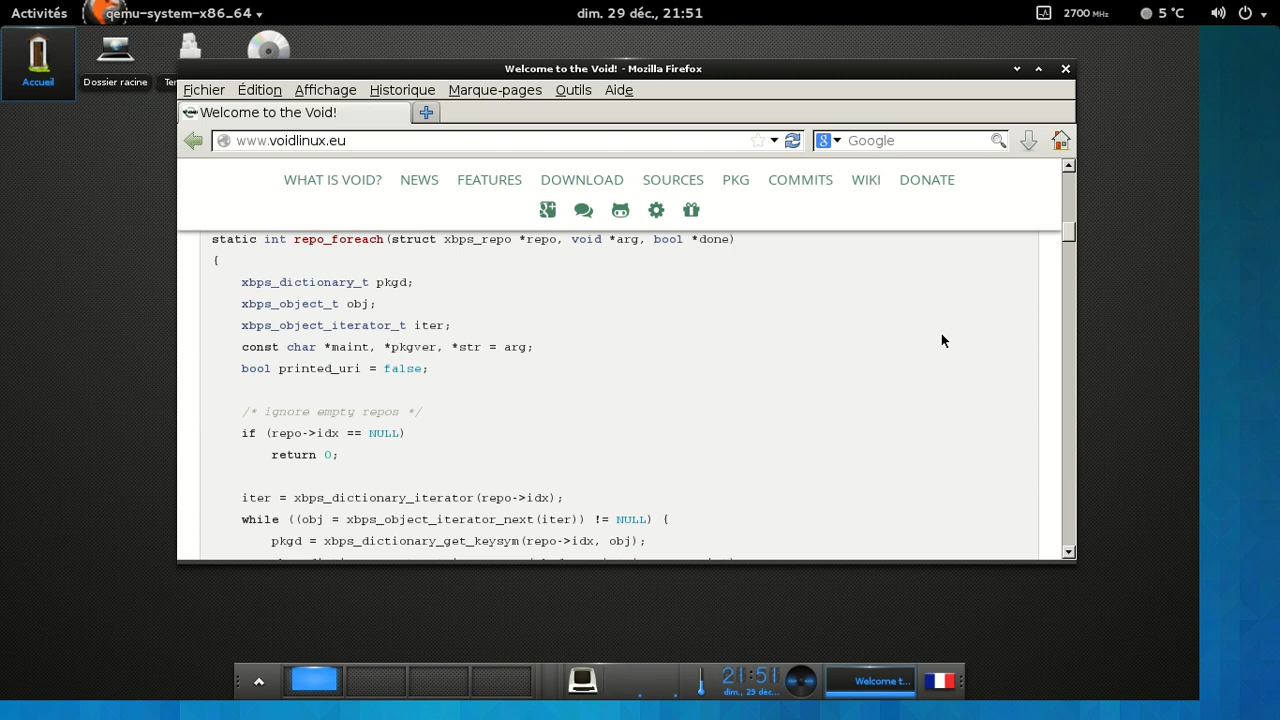 Activités qemu-system-x86_64 dim. 29 déc., 21:51 2700 MHz 5 °C
Accueil Dossier racine
Welcome to the Void! - Mozilla Firefox
Fichier Édition Affichage Historique Marque-pages Outils Aide
Welcome to the Void!
www.voidlinux.eu Google
WHAT IS VOID? NEWS FEATURES DOWNLOAD SOURCES PKG COMMITS WIKI DONATE
static int repo_foreach(struct xbps_repo *repo, void *arg, bool *done)
{
xbps_dictionary_t pkgd;
xbps_object_t obj;
xbps_object_iterator_t iter;
const char *maint, *pkgver, *str = arg;
bool printed_uri = false;
/* ignore empty repos */
if (repo->idx == NULL)
return 0;
iter = xbps_dictionary_iterator(repo->idx);
while ((obj = xbps_object_iterator_next(iter)) != NULL) {
pkgd = xbps_dictionary_get_keysym(repo->idx, obj);
21:51
dim., 29 déc...
Welcome t...